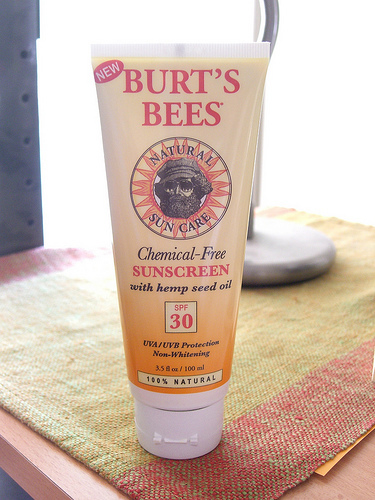 NEW
BURT'S
BEES
NATURAL
SUN CARE
Chemical-Free
SUNSCREEN
with hemp seed oil
SPF
30
UVA/UVB Protection
Non-Whitening
3.5 fl oz / 100 ml
100% NATURAL